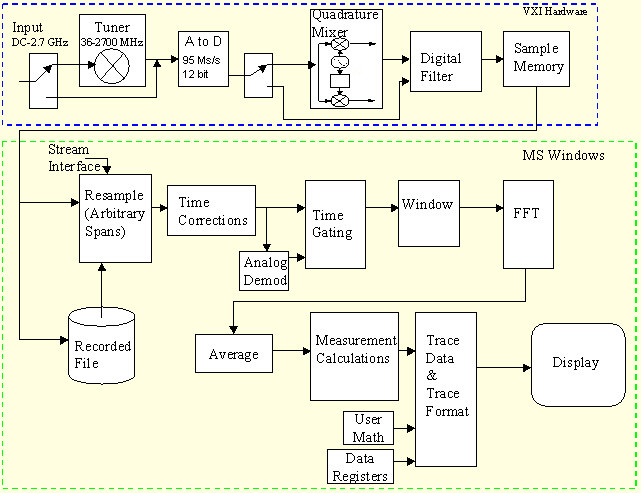 VXI Hardware
Input
DC-2.7 GHz
Tuner
36-2700 MHz
A to D
95 Ms/s
12 bit
Quadrature
Mixer
Digital
Filter
Sample
Memory
MS Windows
Stream
Interface
Resample
(Arbitrary
Spans)
Time
Corrections
Analog
Demod
Time
Gating
Window
FFT
Recorded
File
Average
Measurement
Calculations
Trace
Data
&
Trace
Format
Display
User
Math
Data
Registers